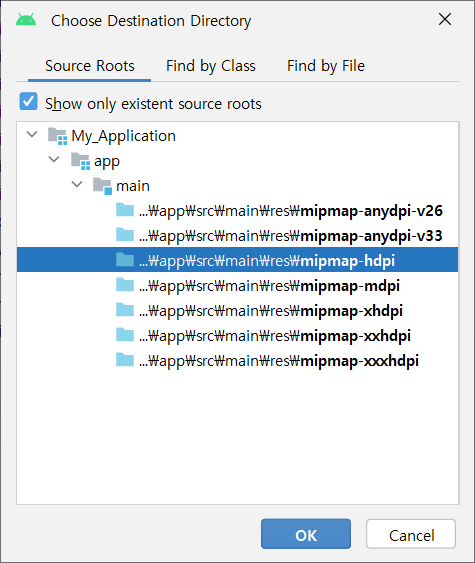 Choose Destination Directory
Source Roots
Find by Class
Find by File
Show only existent source roots
My_Application
app
main
...₩app₩src₩main₩res₩mipmap-anydpi-v26
...₩app₩src₩main₩res₩mipmap-anydpi-v33
...₩app₩src₩main₩res₩mipmap-hdpi
...₩app₩src₩main₩res₩mipmap-mdpi
...₩app₩src₩main₩res₩mipmap-xhdpi
...₩app₩src₩main₩res₩mipmap-xxhdpi
...₩app₩src₩main₩res₩mipmap-xxxhdpi
OK
Cancel